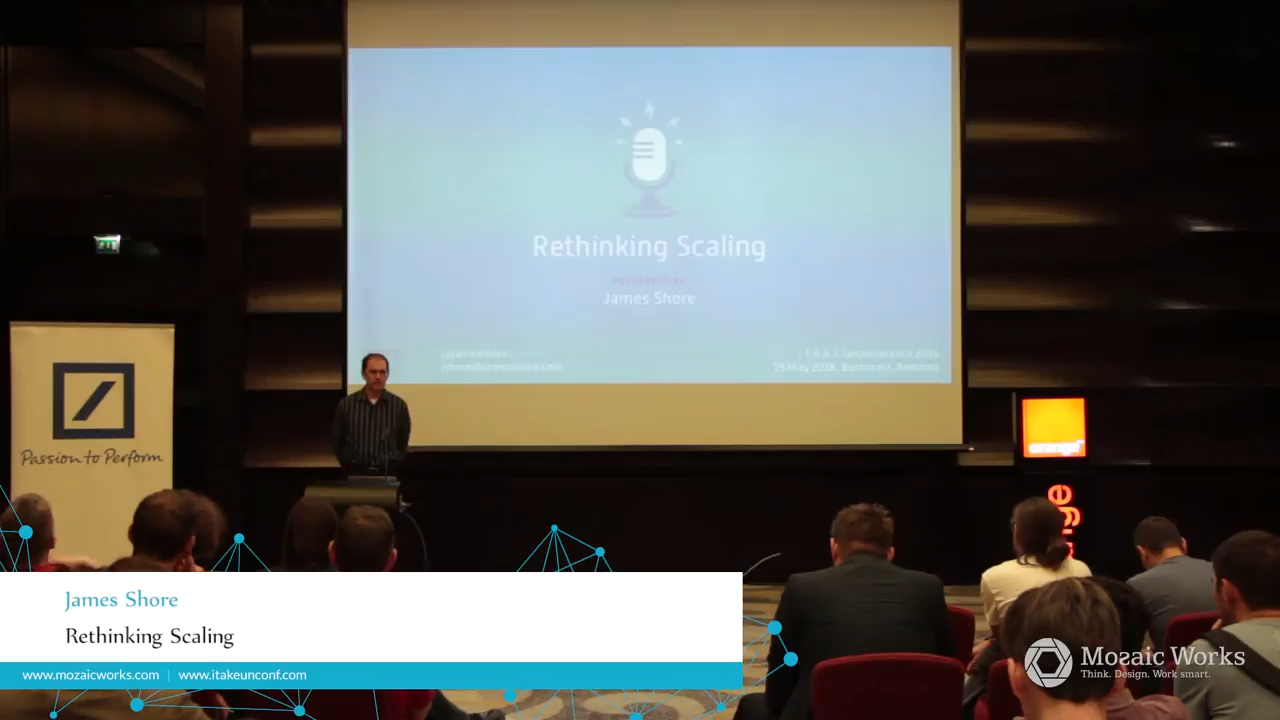 Rethinking Scaling
James Shore
Passion to Perform
orange
James Shore
Rethinking Scaling
www.mozaicworks.com | www.itakeunconf.com
Mozaic Works
Think. Design. Work smart.